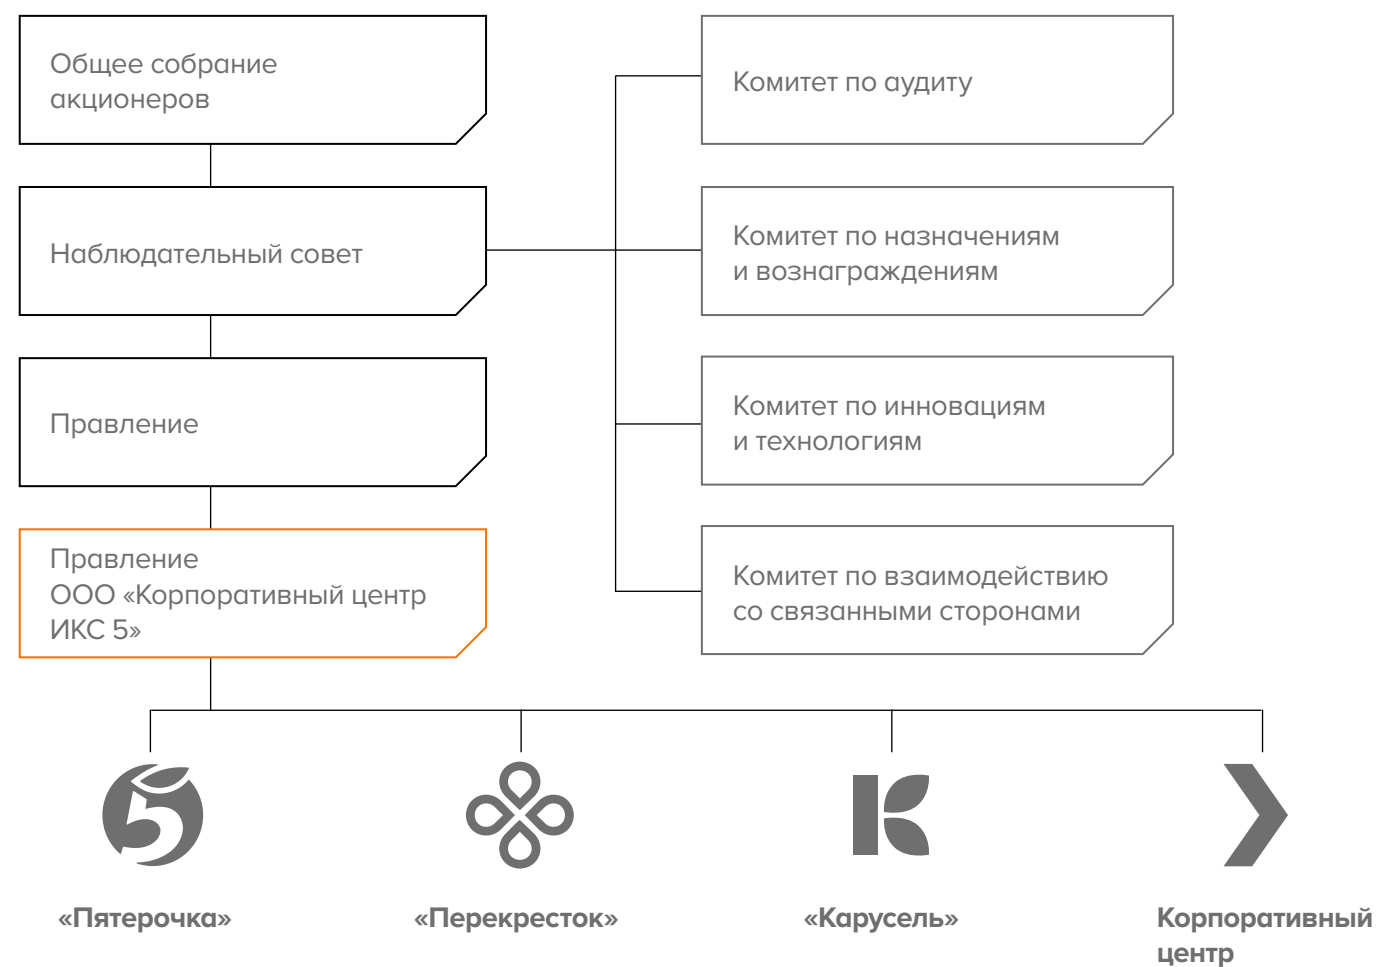 Общее собрание
акционеров
Наблюдательный совет
Правление
Правление
ООО «Корпоративный центр
ИКС 5»
Комитет по аудиту
Комитет по назначениям
и вознаграждениям
Комитет по инновациям
и технологиям
Комитет по взаимодействию
со связанными сторонами
5
«Пятерочка»
«Перекресток»
К
«Карусель»
Корпоративный
центр